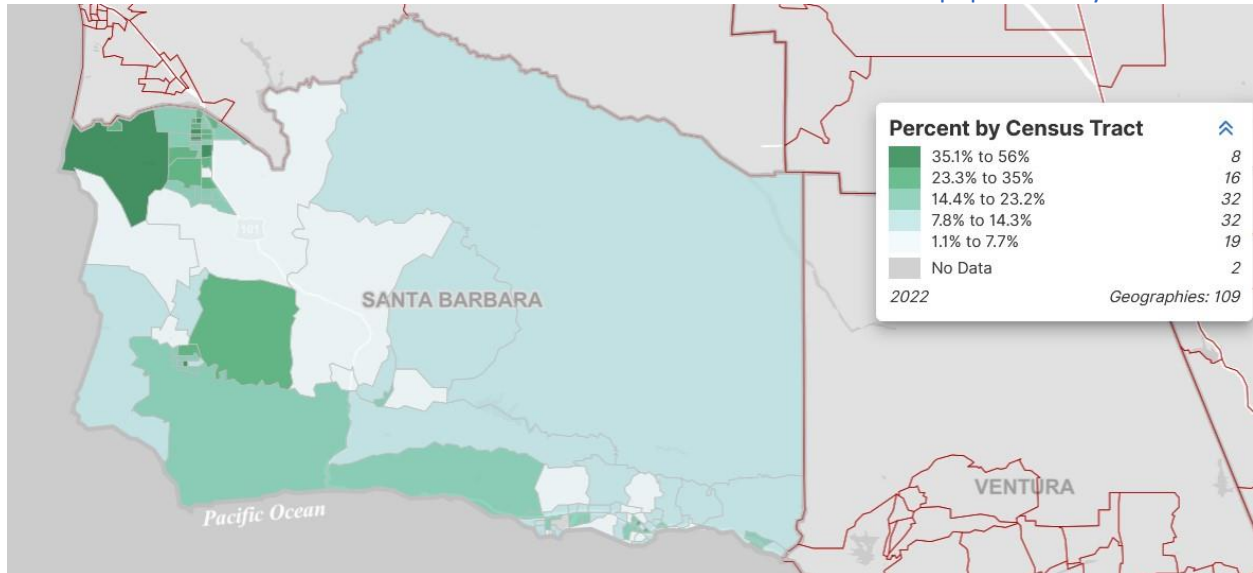 Percent by Census Tract
35.1% to 56% 8
23.3% to 35% 16
14.4% to 23.2% 32
7.8% to 14.3% 32
1.1% to 7.7% 19
No Data 2
2022 Geographies: 109
101
SANTA BARBARA
VENTURA
Pacific Ocean